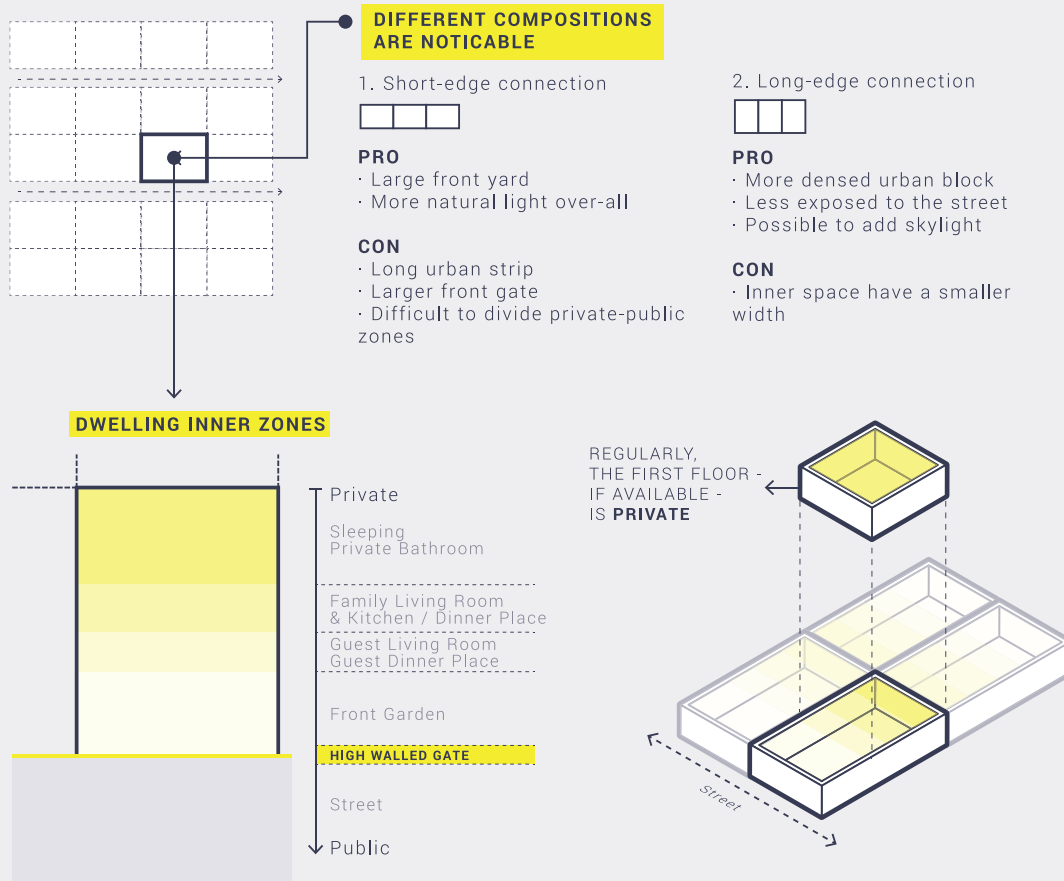 DIFFERENT COMPOSITIONS
ARE NOTICABLE
1. Short-edge connection
PRO
· Large front yard
· More natural light over-all
CON
· Long urban strip
· Larger front gate
· Difficult to divide private-public
zones
2. Long-edge connection
PRO
· More densed urban block
· Less exposed to the street
· Possible to add skylight
CON
· Inner space have a smaller
width
DWELLING INNER ZONES
Private
Sleeping
Private Bathroom
Family Living Room
& Kitchen / Dinner Place
Guest Living Room
Guest Dinner Place
Front Garden
HIGH WALLED GATE
Street
Public
REGULARLY,
THE FIRST FLOOR -
IF AVAILABLE -
IS PRIVATE
Street